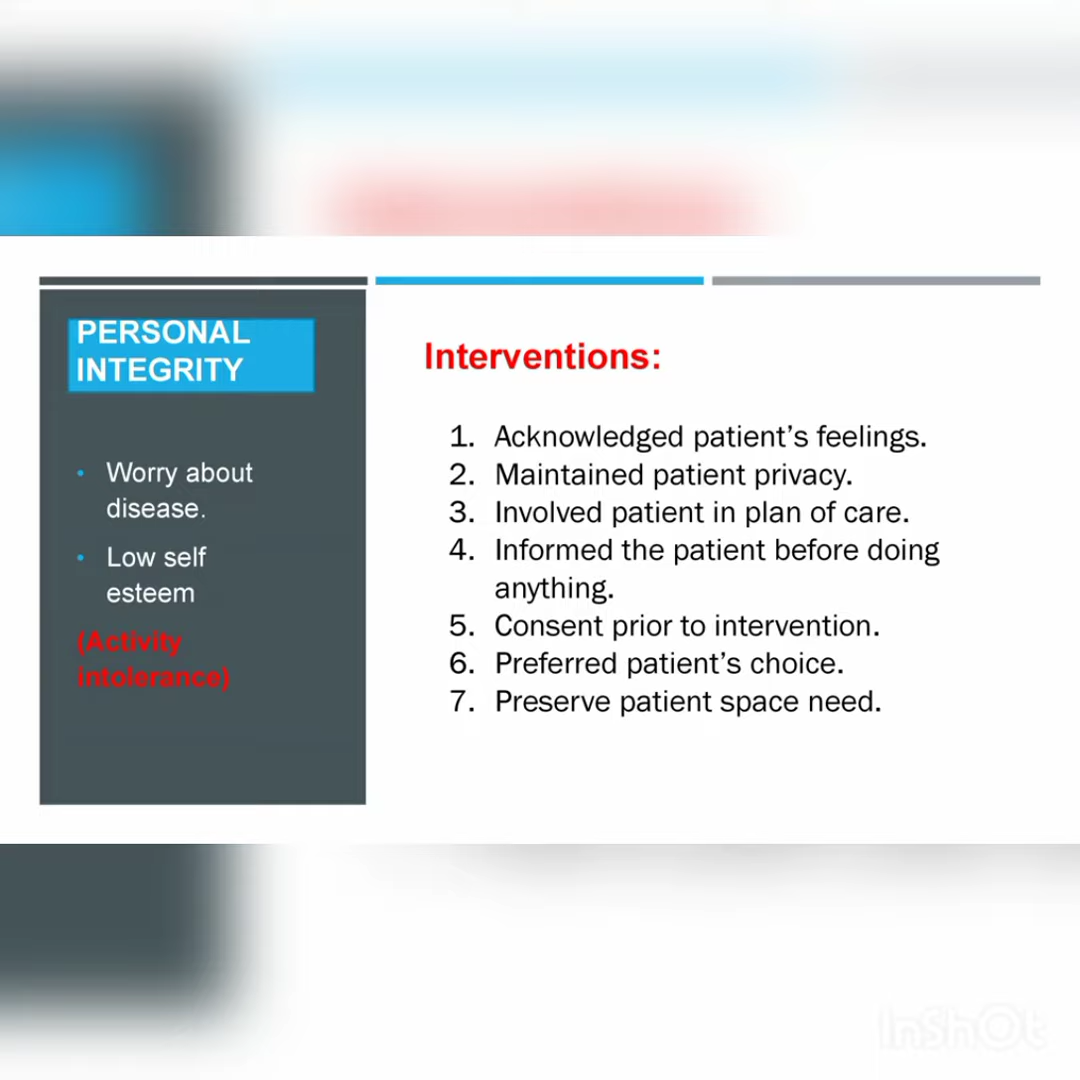 PERSONAL
INTEGRITY
• Worry about
disease.
• Low self
esteem
(Activity
intolerance)
Interventions:
1. Acknowledged patient’s feelings.
2. Maintained patient privacy.
3. Involved patient in plan of care.
4. Informed the patient before doing
anything.
5. Consent prior to intervention.
6. Preferred patient’s choice.
7. Preserve patient space need.
InShOt